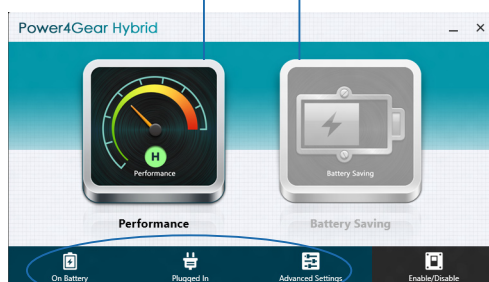 Power4Gear Hybrid
H
Performance
Battery Saving
Performance
Battery Saving
On Battery
Plugged In
Advanced Settings
Enable/Disable